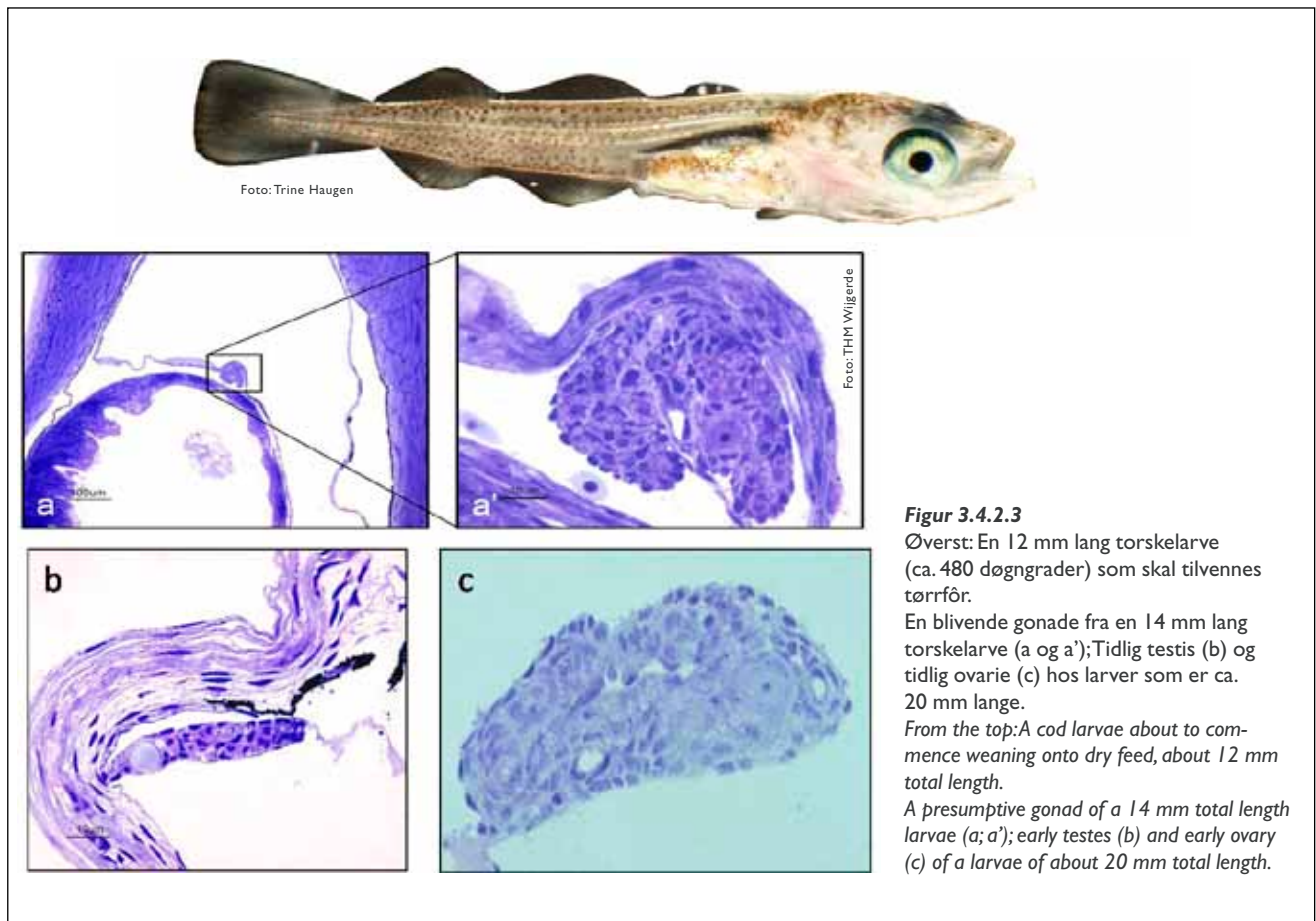 Foto: Trine Haugen
Foto: THM Wijgerde
a
a'
b
c
Figur 3.4.2.3
Øverst: En 12 mm lang torskelarve
(ca. 480 døgngrader) som skal tilvennes
tørrfôr.
En blivende gonade fra en 14 mm lang
torskelarve (a og a’); Tidlig testis (b) og
tidlig ovarie (c) hos larver som er ca.
20 mm lange.
From the top: A cod larvae about to com-
mence weaning onto dry feed, about 12 mm
total length.
A presumptive gonad of a 14 mm total length
larvae (a; a’); early testes (b) and early ovary
(c) of a larvae of about 20 mm total length.